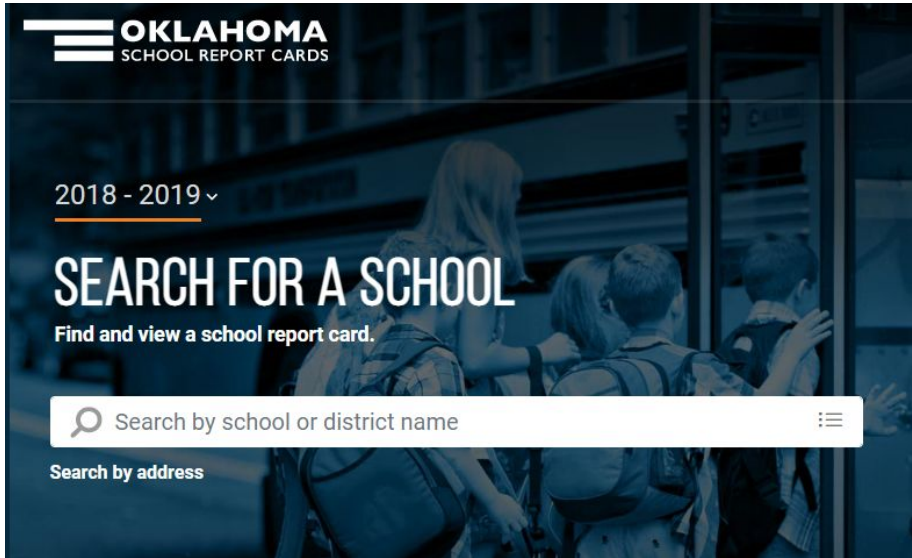 OKLAHOMA
SCHOOL REPORT CARDS
2018 - 2019
SEARCH FOR A SCHOOL
Find and view a school report card.
Search by school or district name
Search by address